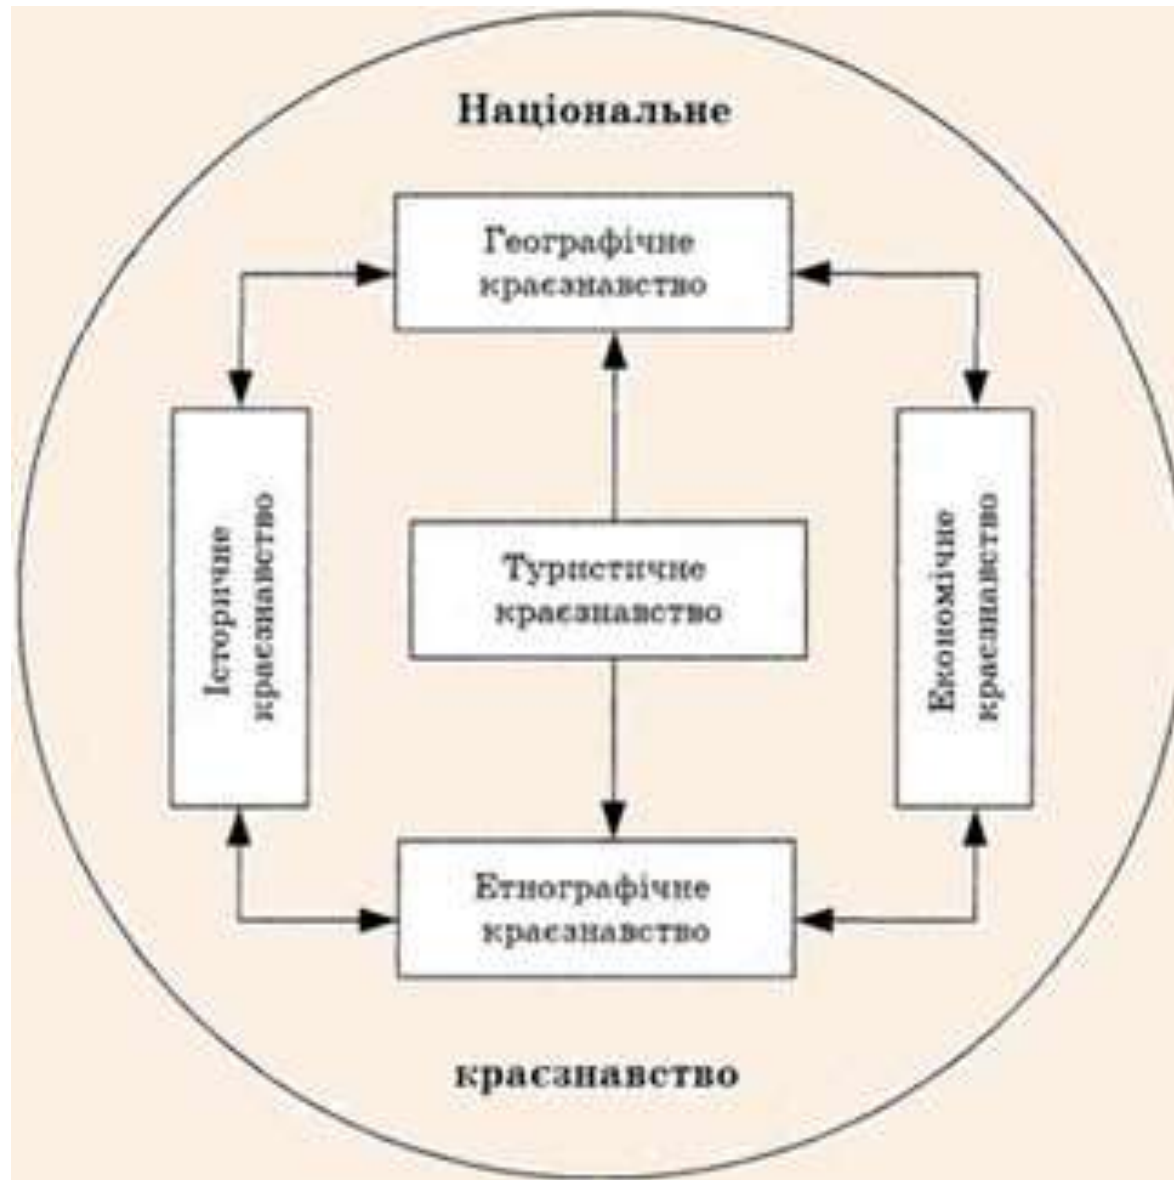 Національне
Географічне
краєзнавство
Історичне
краєзнавство
Туристичне
краєзнавство
Економічне
краєзнавство
Етнографічне
краєзнавство
краєзнавство